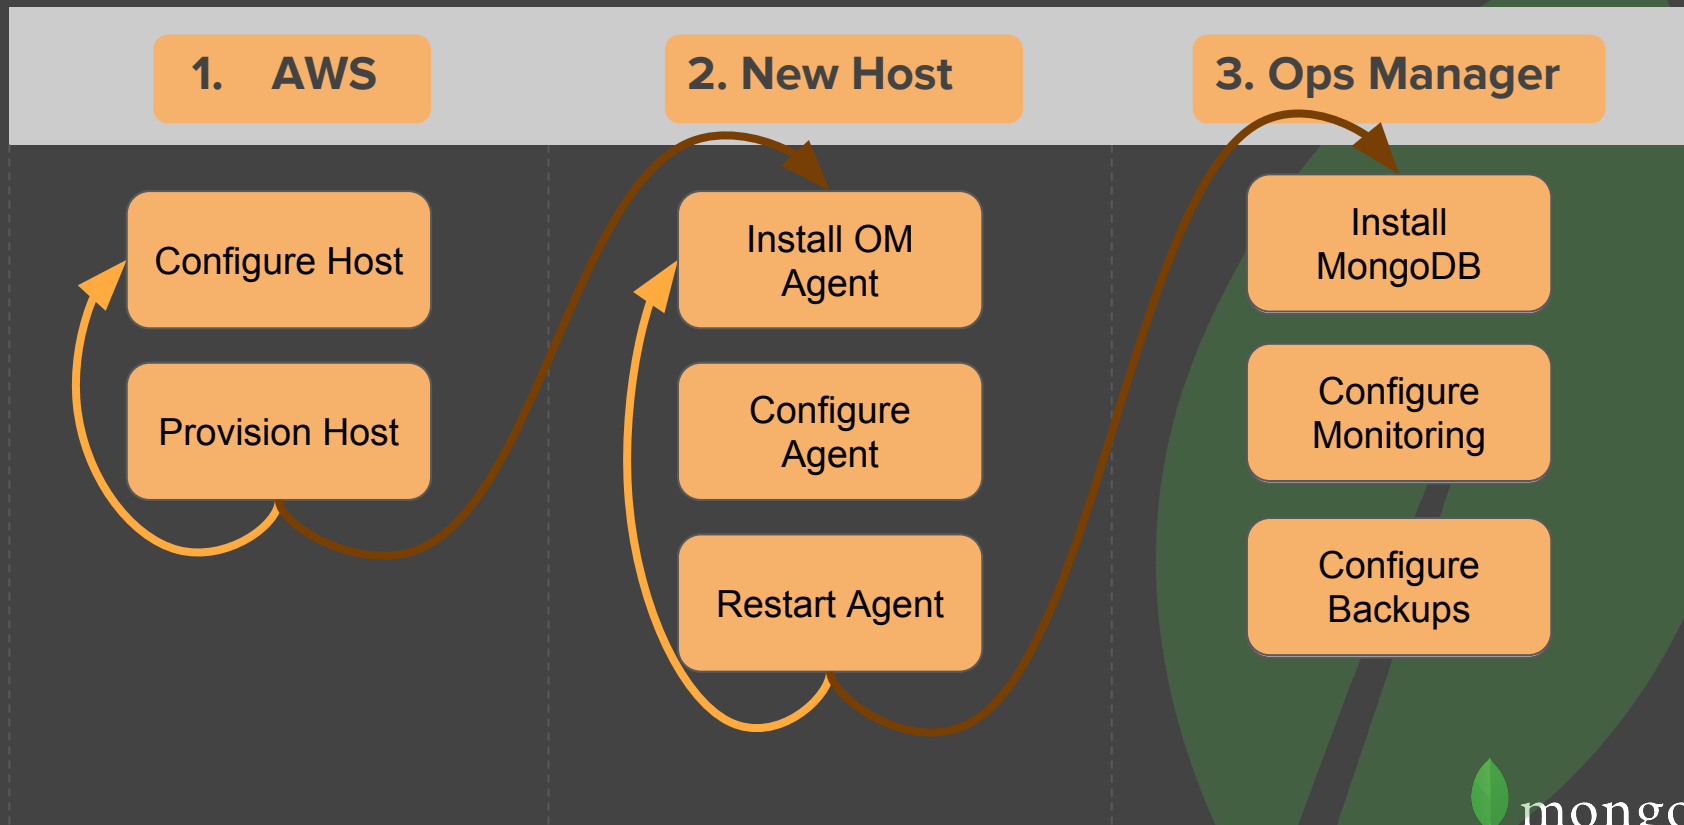 1. AWS
2. New Host
3. Ops Manager
Configure Host
Provision Host
Install OM
Agent
Configure
Agent
Restart Agent
Install
MongoDB
Configure
Monitoring
Configure
Backups
mongo